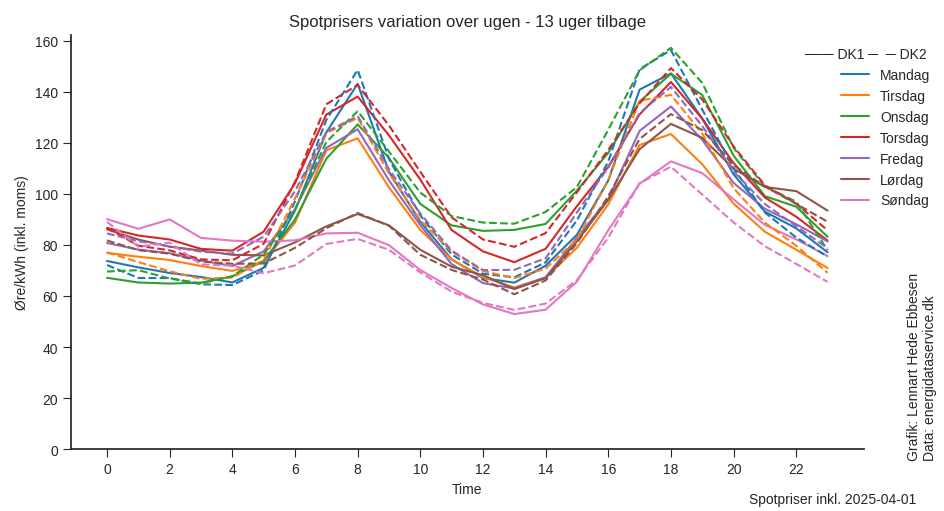 Spotprisers variation over ugen - 13 uger tilbage
Øre/kWh (inkl. moms)
160
140
120
100
80
60
40
20
0
0 2 4 6 8 10 12 14 16 18 20 22
Time
DK1 DK2
Mandag
Tirsdag
Onsdag
Torsdag
Fredag
Lørdag
Søndag
Grafik: Lennart Hede Ebbesen
Data: energidataservice.dk
Spotpriser inkl. 2025-04-01